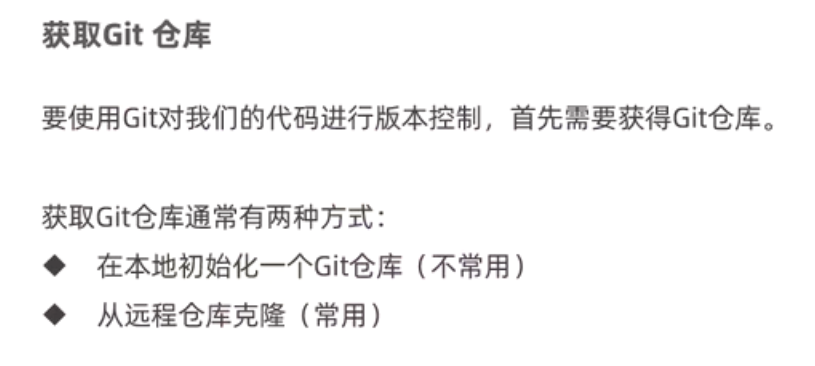 获取Git 仓库
要使用Git对我们的代码进行版本控制，首先需要获得Git仓库。
获取Git仓库通常有两种方式：
◆ 在本地初始化一个Git仓库（不常用）
◆ 从远程仓库克隆（常用）